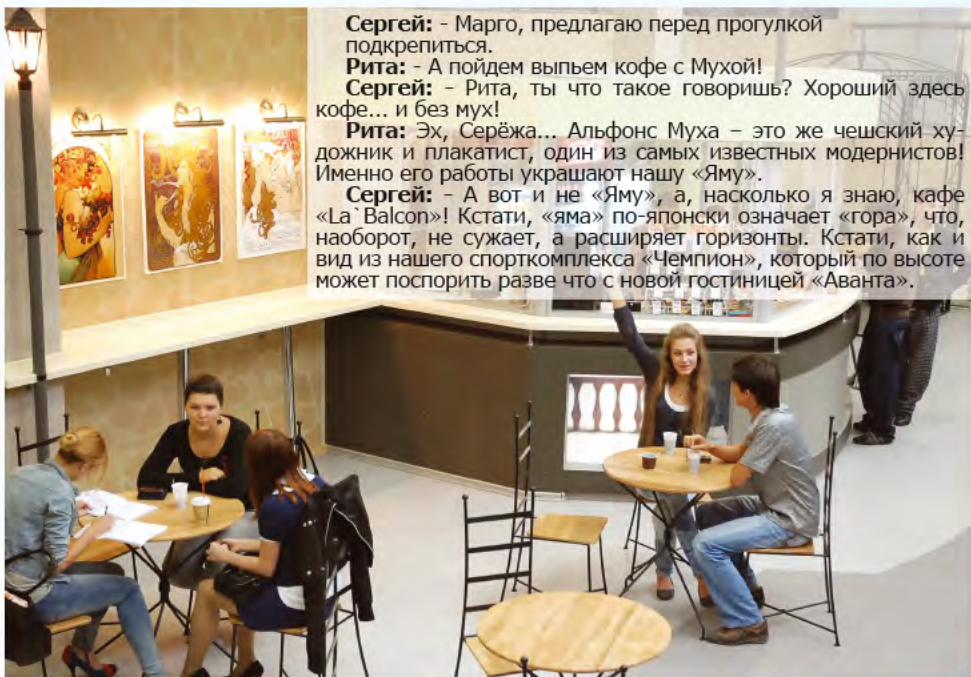 Сергей: - Марго, предлагаю перед прогулкой
подкрепиться.
Рита: - А пойдем выпьем кофе с Мухой!
Сергей: - Рита, ты что такое говоришь? Хороший здесь
кофе... и без мух!
Рита: Эх, Серёжа... Альфонс Муха – это же чешский ху-
дожник и плакатист, один из самых известных модернистов!
Именно его работы украшают нашу «Яму».
Сергей: - А вот и не «Яму», а, насколько я знаю, кафе
«La`Balcon»! Кстати, «яма» по-японски означает «гора», что,
наоборот, не сужает, а расширяет горизонты. Кстати, как и
вид из нашего спорткомплекса «Чемпион», который по высоте
может поспорить разве что с новой гостиницей «Аванта».